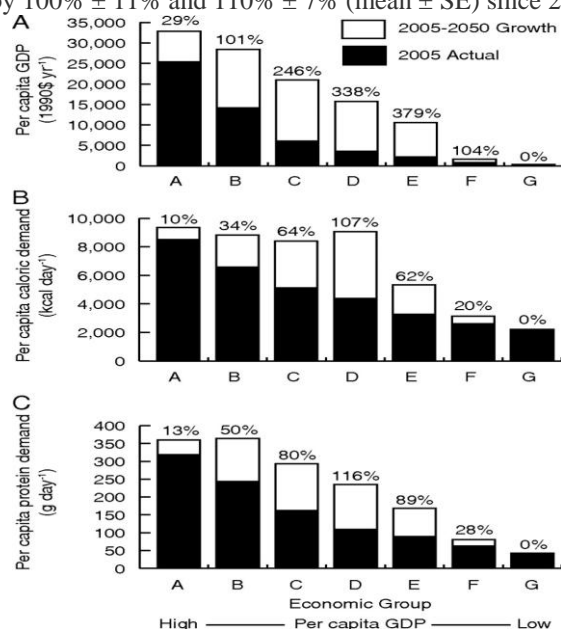 by 100% ± 11% and 110% ± 7% (mean ± SE) since 2
A
Per capita GDP
(1990$ yr⁻¹)
35,000
30,000
25,000
20,000
15,000
10,000
5,000
0
29%
101%
246%
338%
379%
104%
0%
2005-2050 Growth
2005 Actual
A B C D E F G
B
Per capita caloric demand
(kcal day⁻¹)
10,000
8,000
6,000
4,000
2,000
0
10%
34%
64%
107%
62%
20%
0%
A B C D E F G
C
Per capita protein demand
(g day⁻¹)
400
350
300
250
200
150
100
50
0
13%
50%
80%
116%
89%
28%
0%
A B C D E F G
Economic Group
High Per capita GDP Low